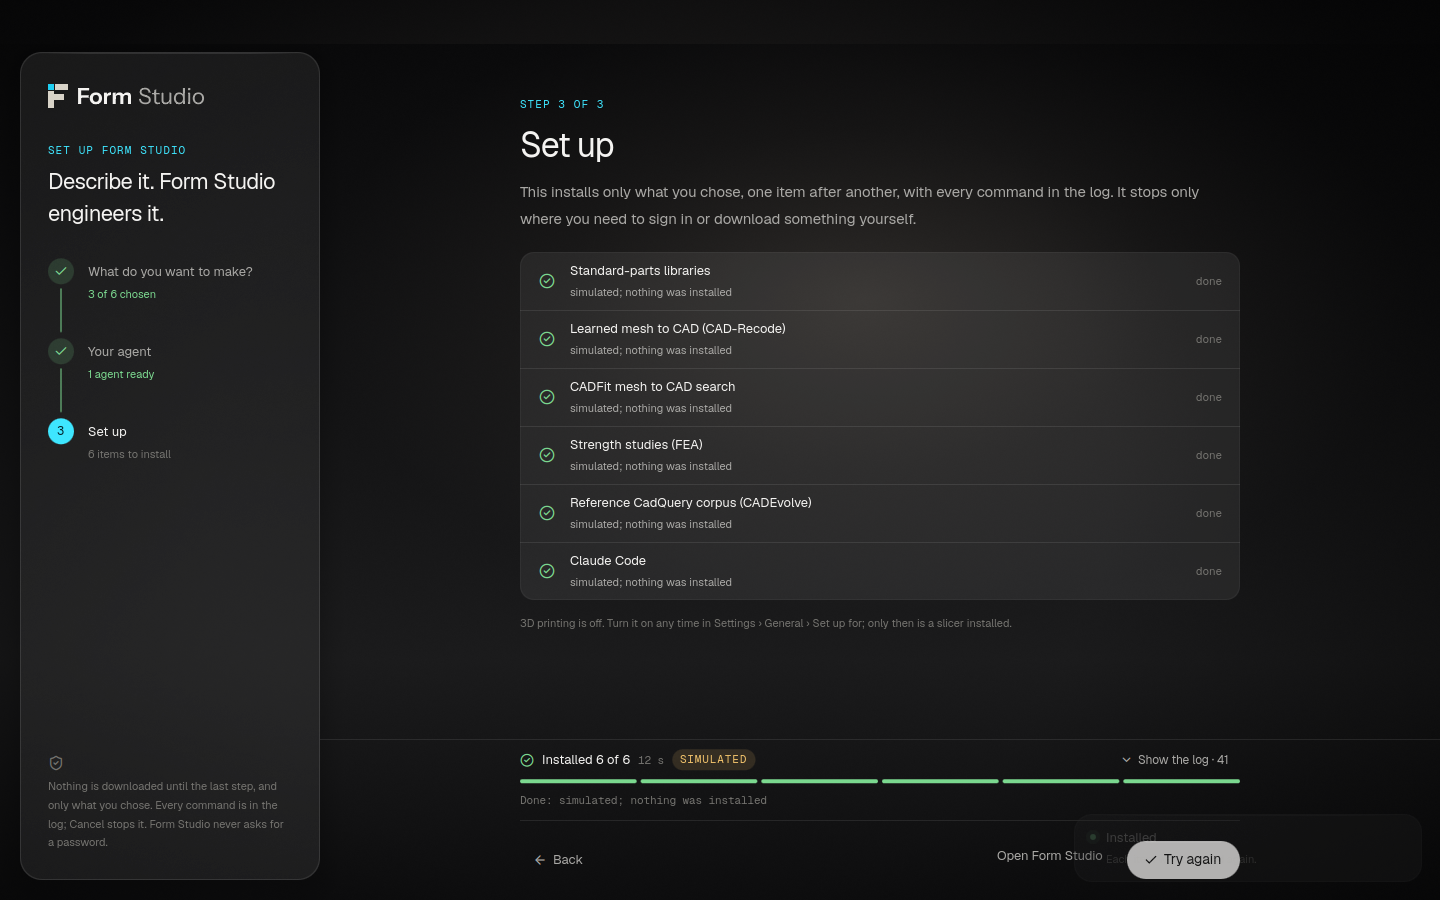 Form Studio
SET UP FORM STUDIO
Describe it. Form Studio
engineers it.
What do you want to make?
3 of 6 chosen
Your agent
1 agent ready
3
Set up
6 items to install
Nothing is downloaded until the last step, and
only what you chose. Every command is in the
log; Cancel stops it. Form Studio never asks for
a password.
STEP 3 OF 3
Set up
This installs only what you chose, one item after another, with every command in the log. It stops only
where you need to sign in or download something yourself.
Standard-parts libraries
simulated; nothing was installed
done
Learned mesh to CAD (CAD-Recode)
simulated; nothing was installed
done
CADFit mesh to CAD search
simulated; nothing was installed
done
Strength studies (FEA)
simulated; nothing was installed
done
Reference CadQuery corpus (CADEvolve)
simulated; nothing was installed
done
Claude Code
simulated; nothing was installed
done
3D printing is off. Turn it on any time in Settings › General › Set up for; only then is a slicer installed.
Installed 6 of 6 12 s SIMULATED
Show the log · 41
Done: simulated; nothing was installed
Installed
Back
Open Form Studio
Try again